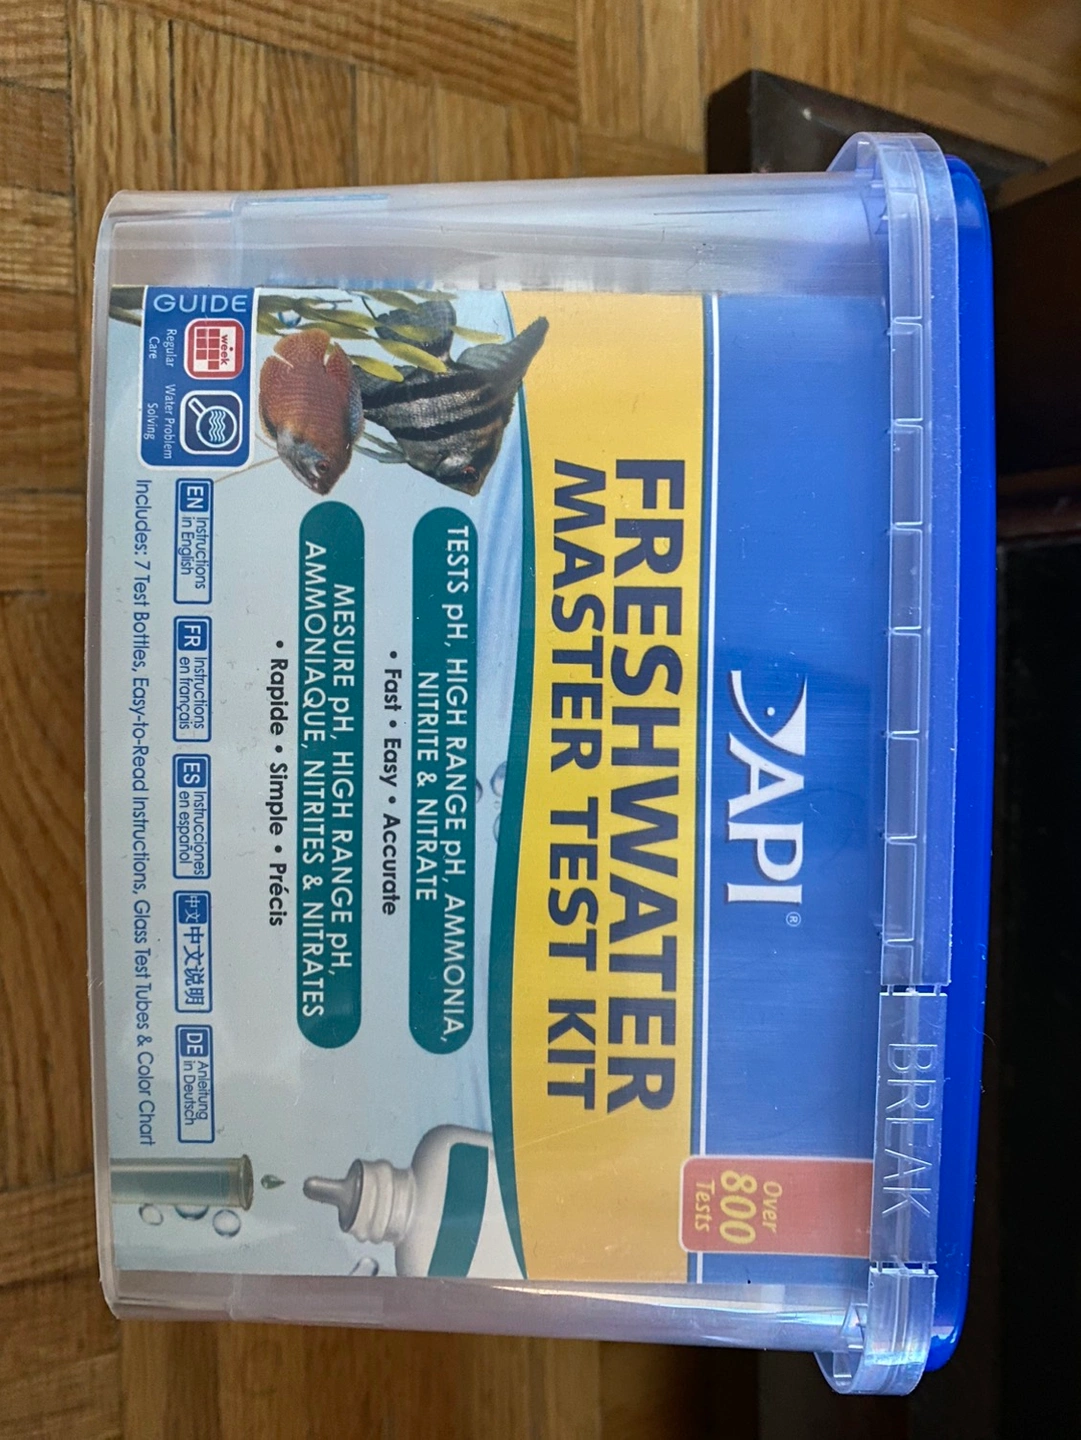 BREAK
API®
Over
800
Tests
FRESHWATER
MASTER TEST KIT
TESTS pH, HIGH RANGE pH, AMMONIA,
NITRITE & NITRATE
• Fast • Easy • Accurate
MESURE pH, HIGH RANGE pH,
AMMONIAQUE, NITRITES & NITRATES
• Rapide • Simple • Précis
GUIDE
week
Regular
Care
Water Problem
Solving
EN Instructions
in English
FR Instructions
en français
ES Instrucciones
en español
中文 中文说明
DE Anleitung
in Deutsch
Includes: 7 Test Bottles, Easy-to-Read Instructions, Glass Test Tubes & Color Chart